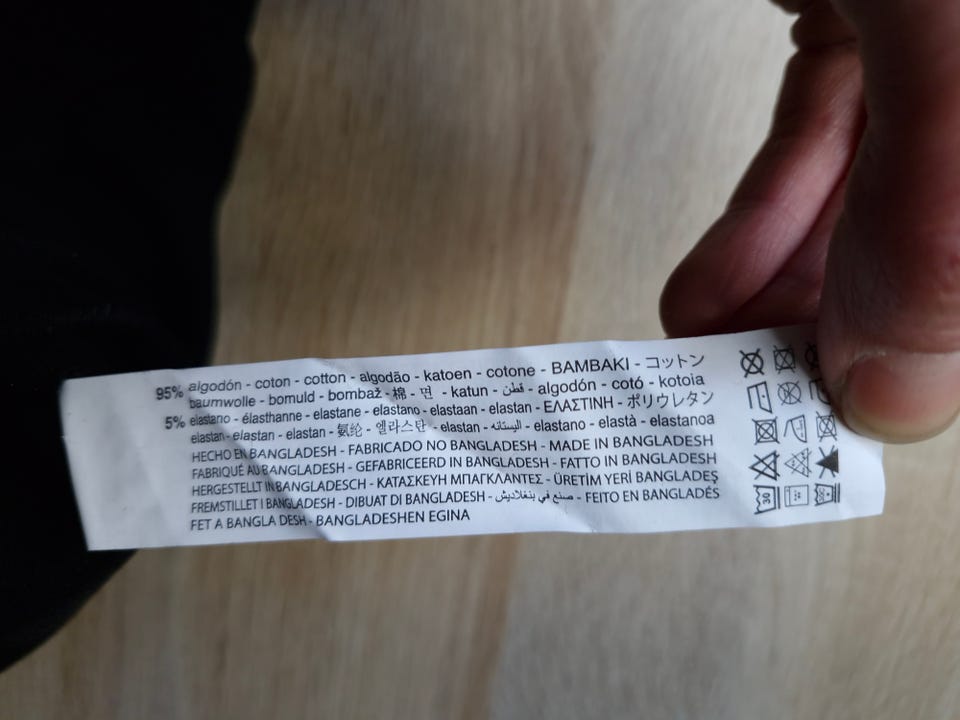 95% algodón - coton - cotton - algodão - katoen - cotone - BAMBAKI - コットン
baumwolle - bomuld - bombaž - 棉 - 면 - katun - قطن - algodón - cotó - kotoia
5% elastano - élasthanne - elastane - elastano - elastaan - elastan - ΕΛΑΣΤΙΝΗ - ポリウレタン
elastan - elastan - elastan - 氨纶 - 엘라스탄 - elastan - اليستانه - elastano - elastà - elastanoa
HECHO EN BANGLADESH - FABRICADO NO BANGLADESH - MADE IN BANGLADESH
FABRIQUÉ AU BANGLADESH - GEFABRICEERD IN BANGLADESH - FATTO IN BANGLADESH
HERGESTELLT IN BANGLADESCH - ΚΑΤΑΣΚΕΥΗ ΜΠΑΓΚΛΑΝΤΕΣ - ÜRETİM YERİ BANGLADEŞ
FREMSTILLET I BANGLADESH - DIBUAT DI BANGLADESH - صنع في بنغلاديش - FEITO EN BANGLADÉS
FET A BANGLA DESH - BANGLADESHEN EGINA
30